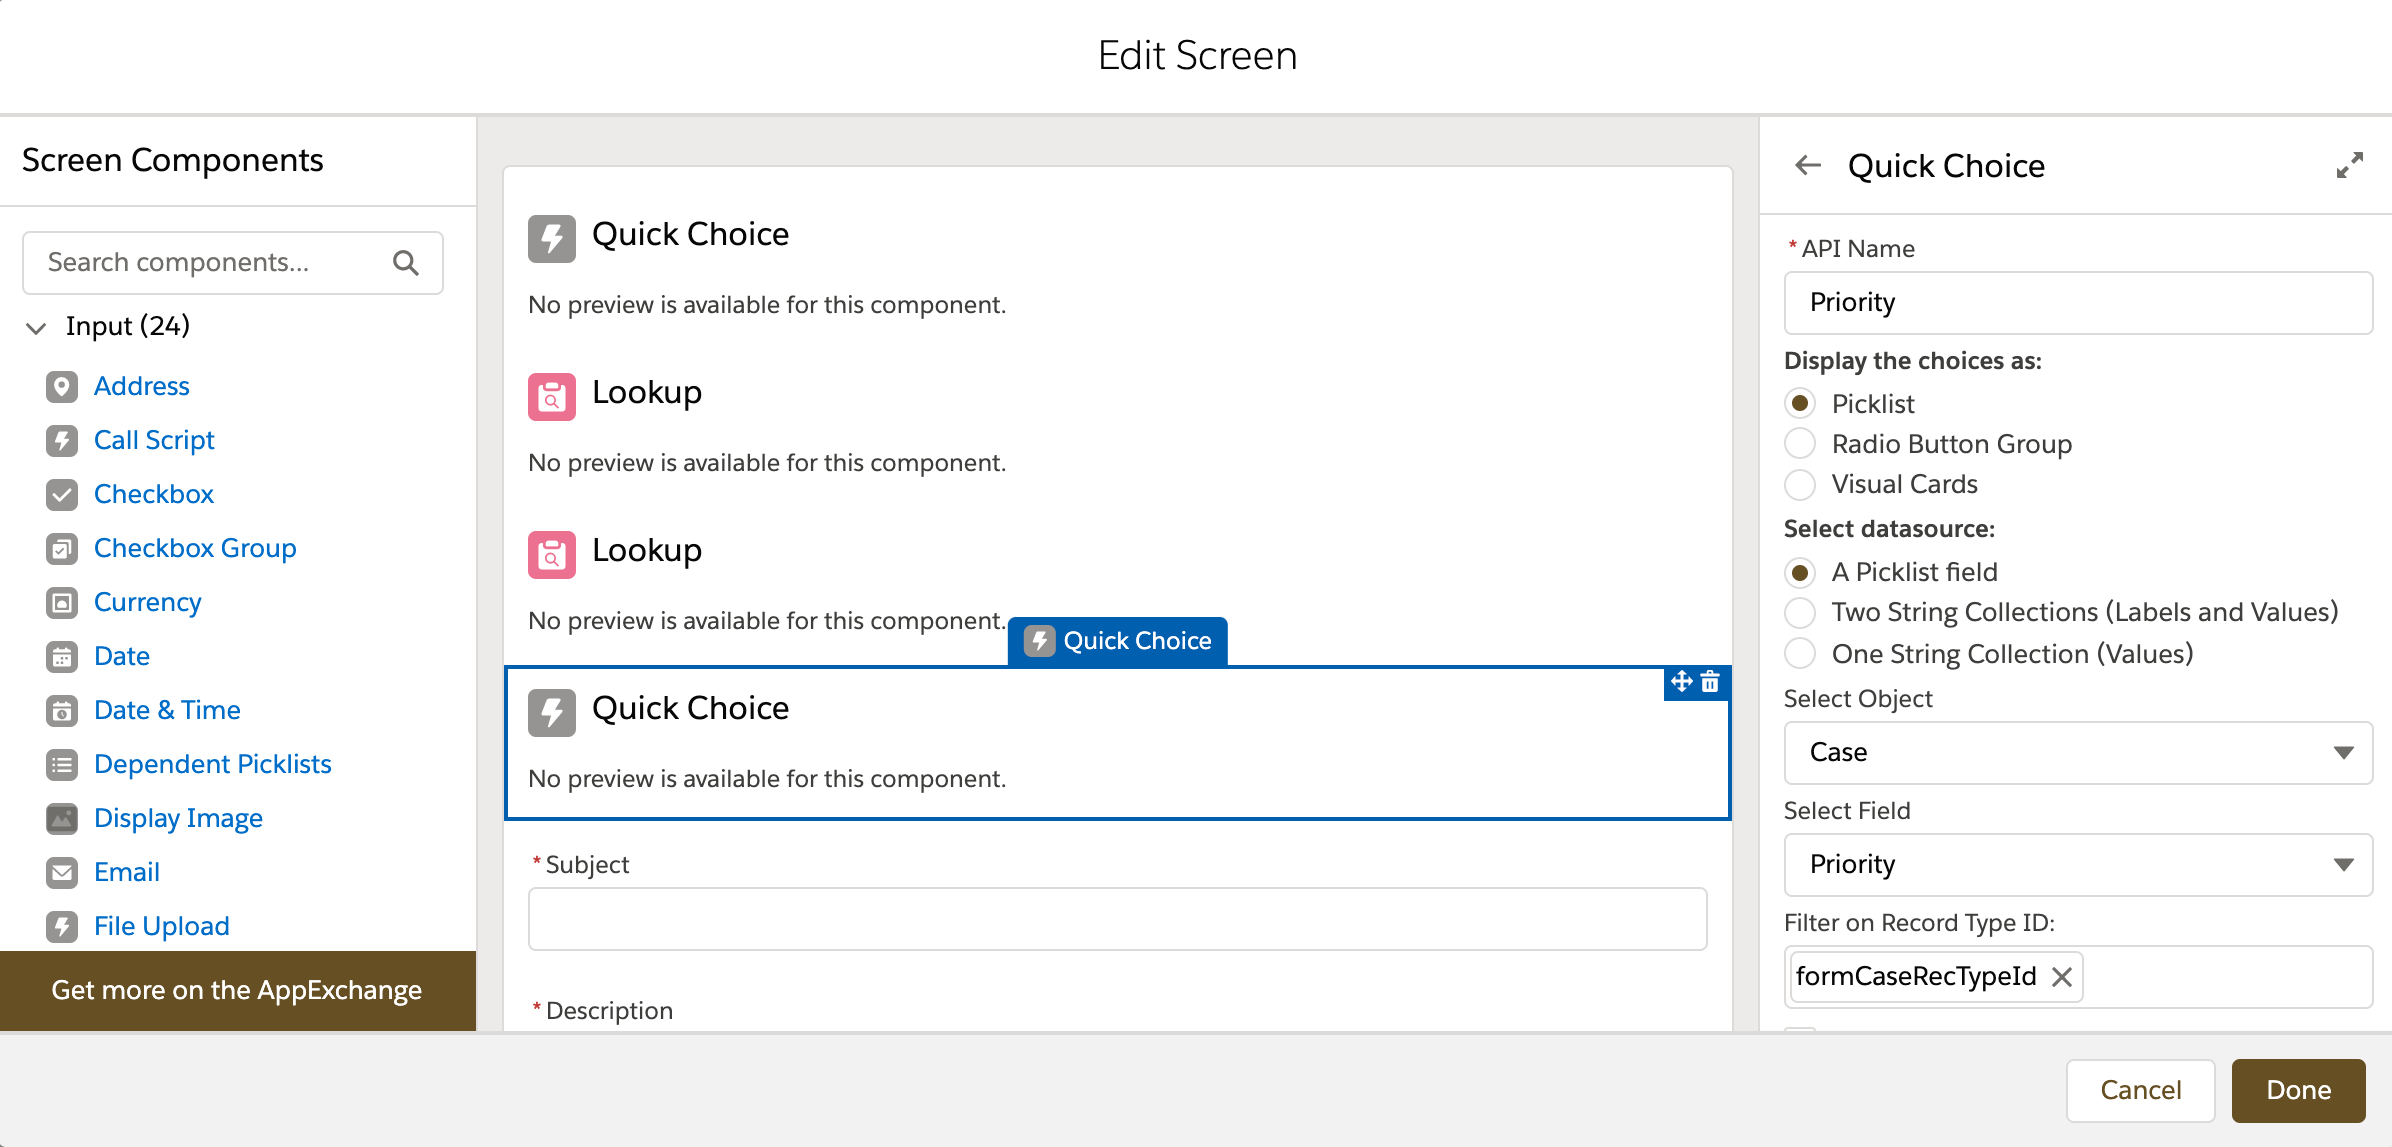 Edit Screen
Screen Components
Search components...
Input (24)
Address
Call Script
Checkbox
Checkbox Group
Currency
Date
Date & Time
Dependent Picklists
Display Image
Email
File Upload
Get more on the AppExchange
Quick Choice
No preview is available for this component.
Lookup
No preview is available for this component.
Lookup
No preview is available for this component.
Quick Choice
Quick Choice
No preview is available for this component.
* Subject
* Description
Quick Choice
* API Name
Priority
Display the choices as:
Picklist
Radio Button Group
Visual Cards
Select datasource:
A Picklist field
Two String Collections (Labels and Values)
One String Collection (Values)
Select Object
Case
Select Field
Priority
Filter on Record Type ID:
formCaseRecTypeId
Cancel
Done